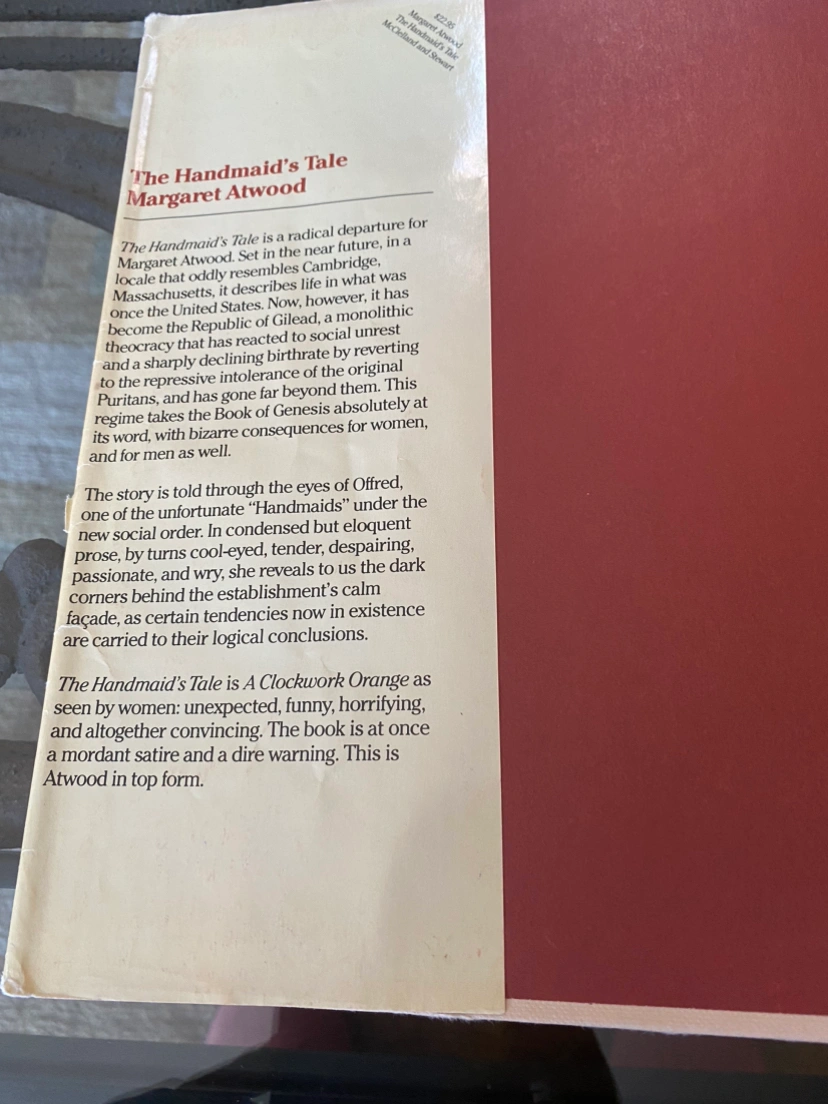 $22.95
Margaret Atwood
The Handmaid's Tale
McClelland and Stewart
The Handmaid's Tale
Margaret Atwood
The Handmaid's Tale is a radical departure for
Margaret Atwood. Set in the near future, in a
locale that oddly resembles Cambridge,
Massachusetts, it describes life in what was
once the United States. Now, however, it has
become the Republic of Gilead, a monolithic
theocracy that has reacted to social unrest
and a sharply declining birthrate by reverting
to the repressive intolerance of the original
Puritans, and has gone far beyond them. This
regime takes the Book of Genesis absolutely at
its word, with bizarre consequences for women,
and for men as well.
The story is told through the eyes of Offred,
one of the unfortunate “Handmaids” under the
new social order. In condensed but eloquent
prose, by turns cool-eyed, tender, despairing,
passionate, and wry, she reveals to us the dark
corners behind the establishment's calm
façade, as certain tendencies now in existence
are carried to their logical conclusions.
The Handmaid's Tale is A Clockwork Orange as
seen by women: unexpected, funny, horrifying,
and altogether convincing. The book is at once
a mordant satire and a dire warning. This is
Atwood in top form.